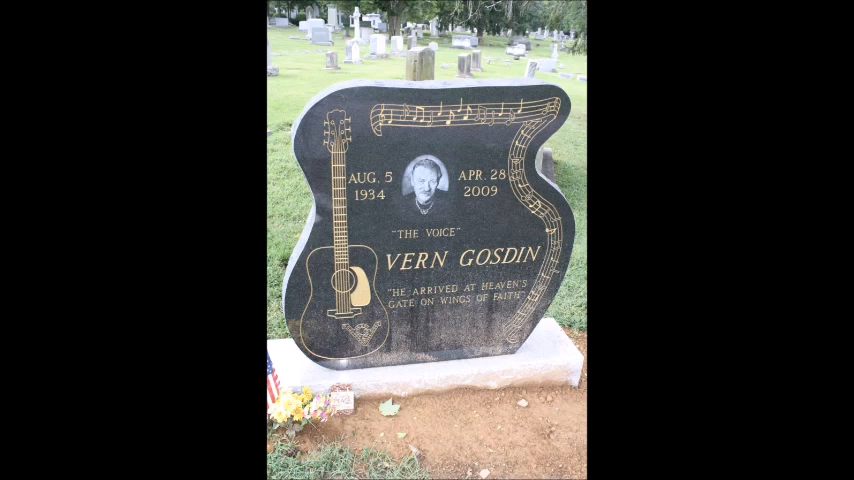 AUG. 5 APR. 28
1934 2009
"THE VOICE"
VERN GOSDIN
"HE ARRIVED AT HEAVEN'S
GATE ON WINGS OF FAITH"